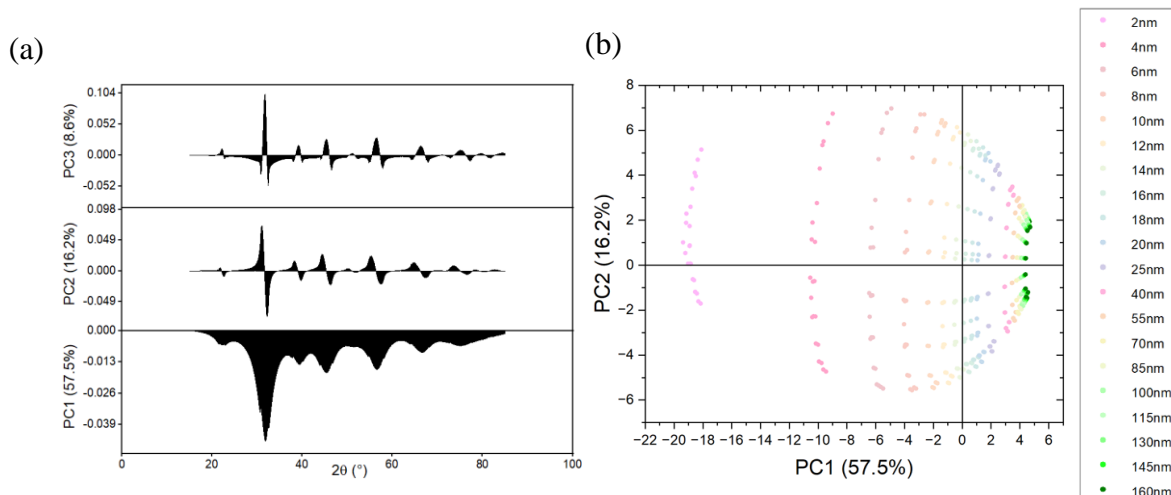 (a)
PC3 (8.6%)
0.104
0.052
0.000
-0.052
PC2 (16.2%)
0.098
0.049
0.000
-0.049
PC1 (57.5%)
0.000
-0.013
-0.026
-0.039
0 20 40 60 80 100
2θ (°)
(b)
PC2 (16.2%)
8
6
4
2
0
−2
−4
−6
−22 −20 −18 −16 −14 −12 −10 −8 −6 −4 −2 0 2 4 6
PC1 (57.5%)
2nm
4nm
6nm
8nm
10nm
12nm
14nm
16nm
18nm
20nm
25nm
40nm
55nm
70nm
85nm
100nm
115nm
130nm
145nm
160nm